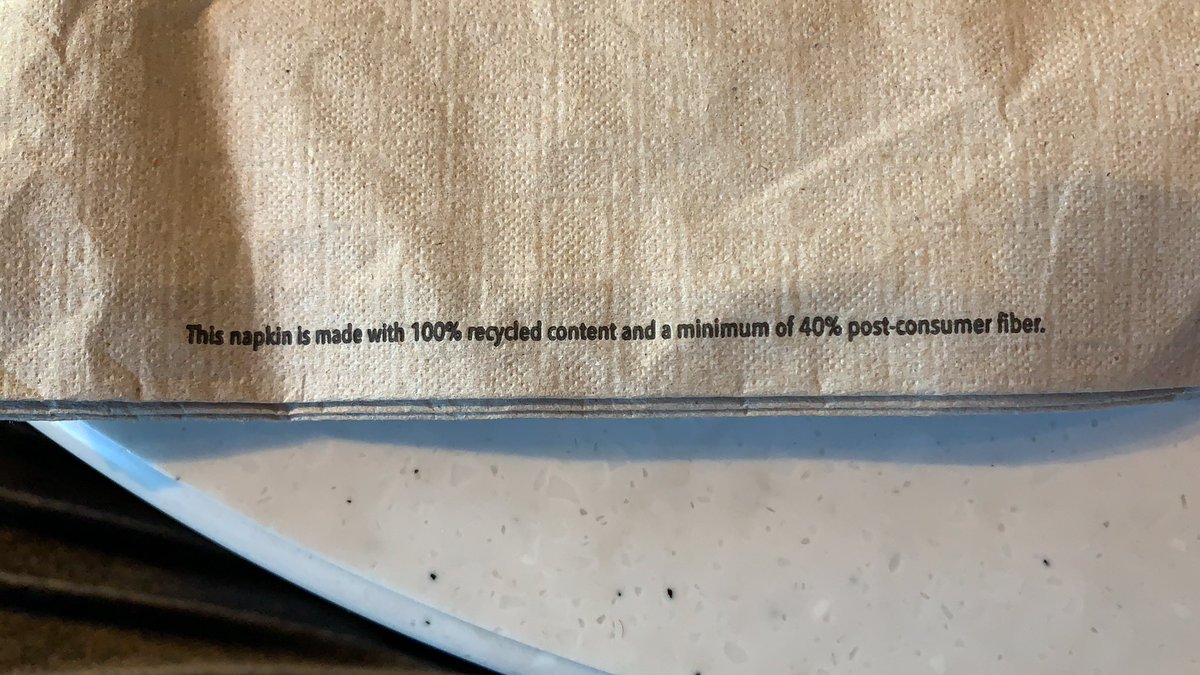 This napkin is made with 100% recycled content and a minimum of 40% post-consumer fiber.